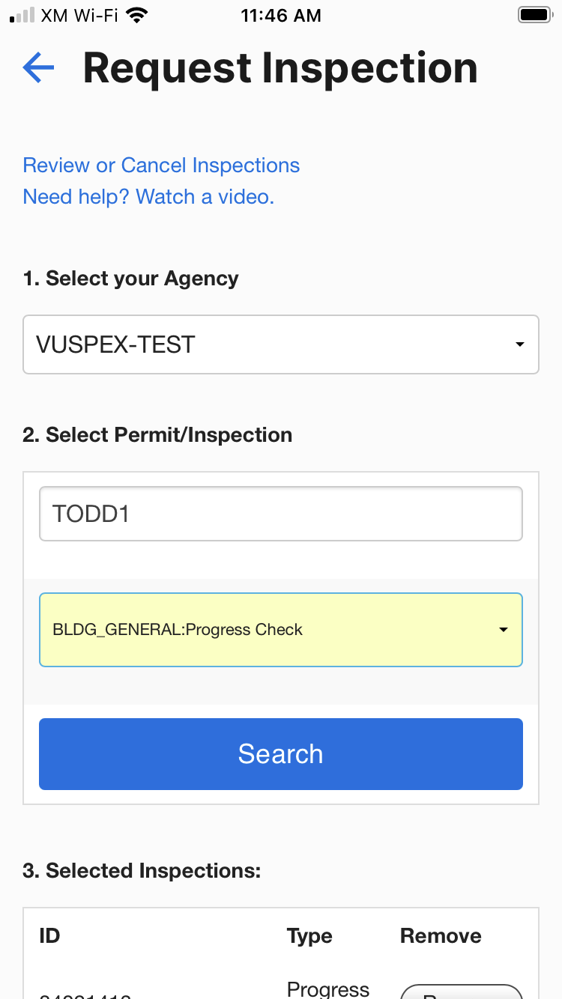 XM Wi-Fi 11:46 AM
Request Inspection
Review or Cancel Inspections
Need help? Watch a video.
1. Select your Agency
VUSPEX-TEST
2. Select Permit/Inspection
TODD1
BLDG_GENERAL:Progress Check
Search
3. Selected Inspections:
ID Type Remove
Progress